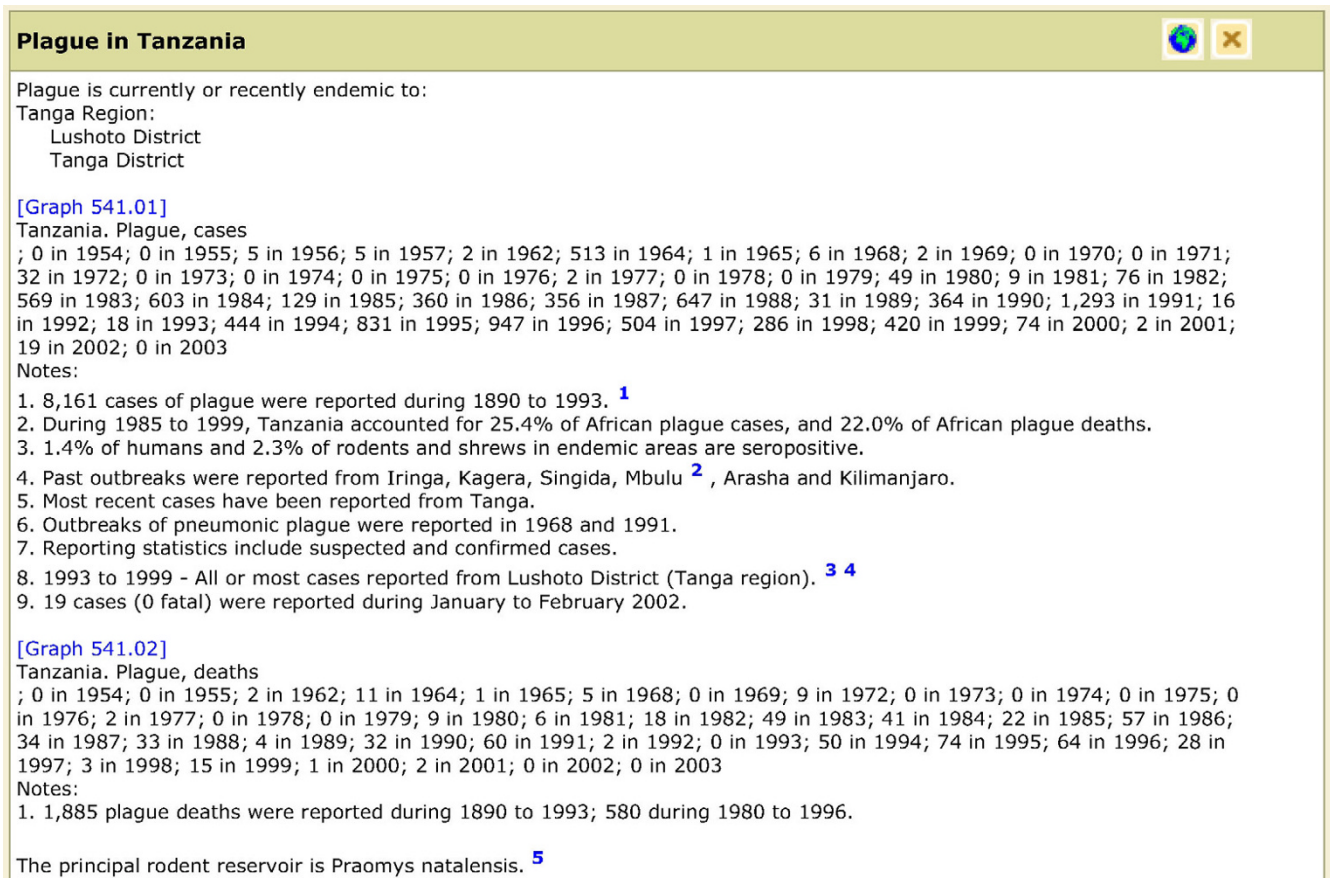 Plague in Tanzania
Plague is currently or recently endemic to:
Tanga Region:
Lushoto District
Tanga District
[Graph 541.01]
Tanzania. Plague, cases
; 0 in 1954; 0 in 1955; 5 in 1956; 5 in 1957; 2 in 1962; 513 in 1964; 1 in 1965; 6 in 1968; 2 in 1969; 0 in 1970; 0 in 1971;
32 in 1972; 0 in 1973; 0 in 1974; 0 in 1975; 0 in 1976; 2 in 1977; 0 in 1978; 0 in 1979; 49 in 1980; 9 in 1981; 76 in 1982;
569 in 1983; 603 in 1984; 129 in 1985; 360 in 1986; 356 in 1987; 647 in 1988; 31 in 1989; 364 in 1990; 1,293 in 1991; 16
in 1992; 18 in 1993; 444 in 1994; 831 in 1995; 947 in 1996; 504 in 1997; 286 in 1998; 420 in 1999; 74 in 2000; 2 in 2001;
19 in 2002; 0 in 2003
Notes:
1. 8,161 cases of plague were reported during 1890 to 1993. 1
2. During 1985 to 1999, Tanzania accounted for 25.4% of African plague cases, and 22.0% of African plague deaths.
3. 1.4% of humans and 2.3% of rodents and shrews in endemic areas are seropositive.
4. Past outbreaks were reported from Iringa, Kagera, Singida, Mbulu 2 , Arasha and Kilimanjaro.
5. Most recent cases have been reported from Tanga.
6. Outbreaks of pneumonic plague were reported in 1968 and 1991.
7. Reporting statistics include suspected and confirmed cases.
8. 1993 to 1999 - All or most cases reported from Lushoto District (Tanga region). 3 4
9. 19 cases (0 fatal) were reported during January to February 2002.
[Graph 541.02]
Tanzania. Plague, deaths
; 0 in 1954; 0 in 1955; 2 in 1962; 11 in 1964; 1 in 1965; 5 in 1968; 0 in 1969; 9 in 1972; 0 in 1973; 0 in 1974; 0 in 1975; 0
in 1976; 2 in 1977; 0 in 1978; 0 in 1979; 9 in 1980; 6 in 1981; 18 in 1982; 49 in 1983; 41 in 1984; 22 in 1985; 57 in 1986;
34 in 1987; 33 in 1988; 4 in 1989; 32 in 1990; 60 in 1991; 2 in 1992; 0 in 1993; 50 in 1994; 74 in 1995; 64 in 1996; 28 in
1997; 3 in 1998; 15 in 1999; 1 in 2000; 2 in 2001; 0 in 2002; 0 in 2003
Notes:
1. 1,885 plague deaths were reported during 1890 to 1993; 580 during 1980 to 1996.
The principal rodent reservoir is Praomys natalensis. 5